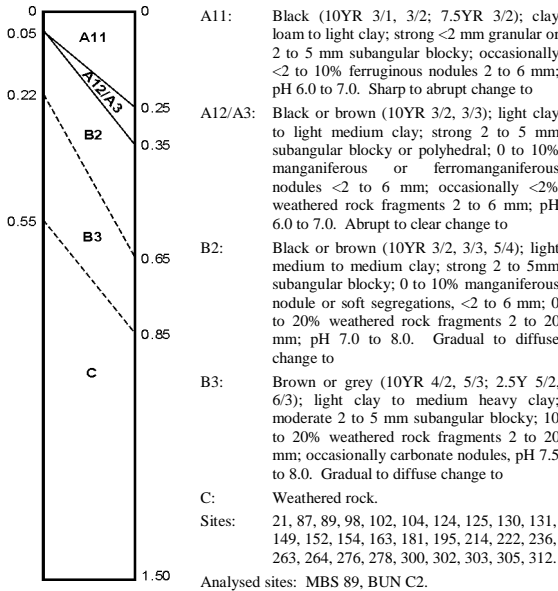 0
0.05
0.22
0.55
A11
A12/A3
B2
B3
C
0
0.25
0.35
0.65
0.85
1.50
A11: Black (10YR 3/1, 3/2; 7.5YR 3/2); clay
loam to light clay; strong <2 mm granular or
2 to 5 mm subangular blocky; occasionally
<2 to 10% ferruginous nodules 2 to 6 mm;
pH 6.0 to 7.0. Sharp to abrupt change to
A12/A3: Black or brown (10YR 3/2, 3/3); light clay
to light medium clay; strong 2 to 5 mm
subangular blocky or polyhedral; 0 to 10%
manganiferous or ferromanganiferous
nodules <2 to 6 mm; occasionally <2%
weathered rock fragments 2 to 6 mm; pH
6.0 to 7.0. Abrupt to clear change to
B2: Black or brown (10YR 3/2, 3/3, 5/4); light
medium to medium clay; strong 2 to 5mm
subangular blocky; 0 to 10% manganiferous
nodule or soft segregations, <2 to 6 mm; 0
to 20% weathered rock fragments 2 to 20
mm; pH 7.0 to 8.0. Gradual to diffuse
change to
B3: Brown or grey (10YR 4/2, 5/3; 2.5Y 5/2,
6/3); light clay to medium heavy clay;
moderate 2 to 5 mm subangular blocky; 10
to 20% weathered rock fragments 2 to 20
mm; occasionally carbonate nodules, pH 7.5
to 8.0. Gradual to diffuse change to
C: Weathered rock.
Sites: 21, 87, 89, 98, 102, 104, 124, 125, 130, 131,
149, 152, 154, 163, 181, 195, 214, 222, 236,
263, 264, 276, 278, 300, 302, 303, 305, 312.
Analysed sites: MBS 89, BUN C2.